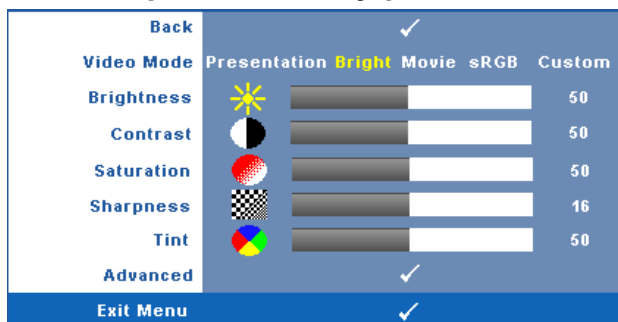 Back
Video Mode Presentation Bright Movie sRGB Custom
Brightness 50
Contrast 50
Saturation 50
Sharpness 16
Tint 50
Advanced
Exit Menu